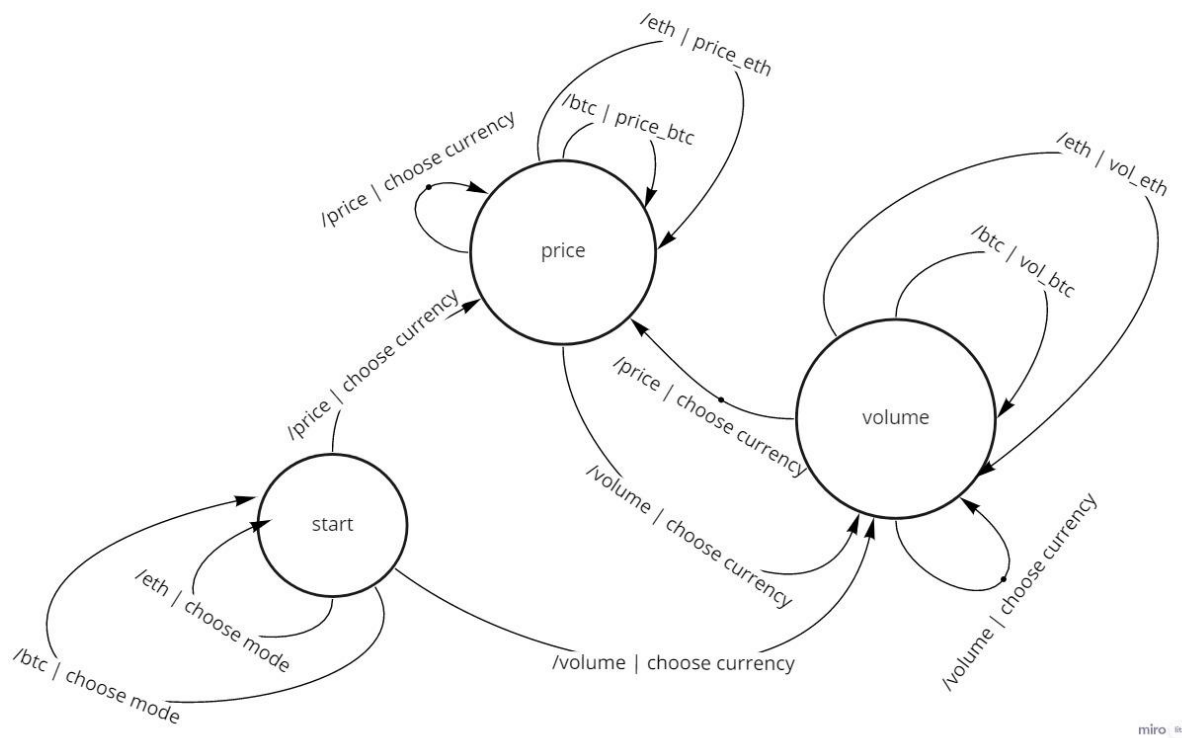 /eth | price_eth
/btc | price_btc
/price | choose currency
/eth | vol_eth
/btc | vol_btc
price
/price | choose currency
/price | choose currency
volume
/volume | choose currency
start
/volume | choose currency
/eth | choose mode
/btc | choose mode
/volume | choose currency
miro